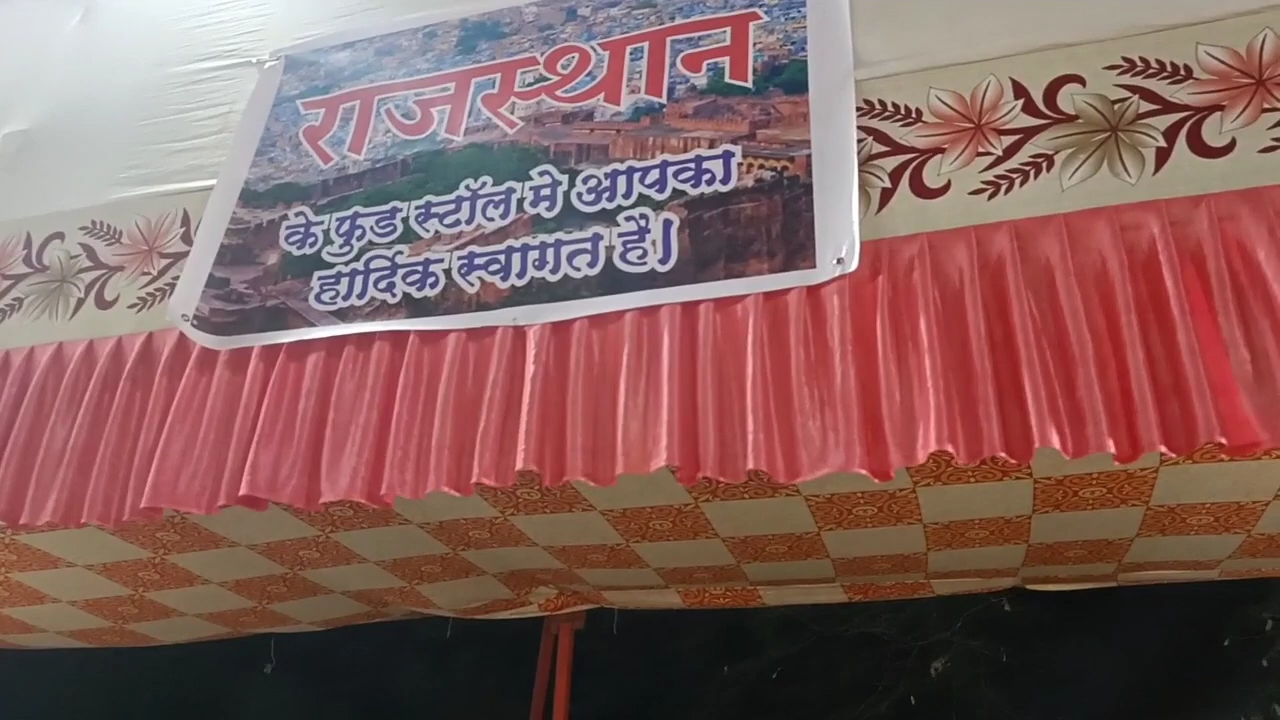 राजस्थान
के फुड स्टॉल मे आपका
हार्दिक स्वागत है।